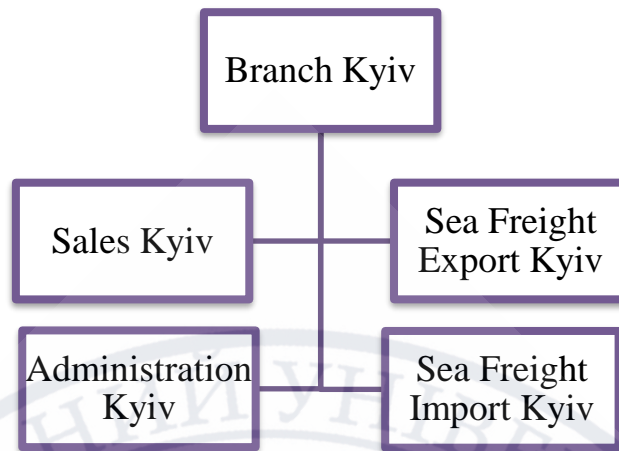 Branch Kyiv
Sales Kyiv
Sea Freight
Export Kyiv
Administration
Kyiv
Sea Freight
Import Kyiv